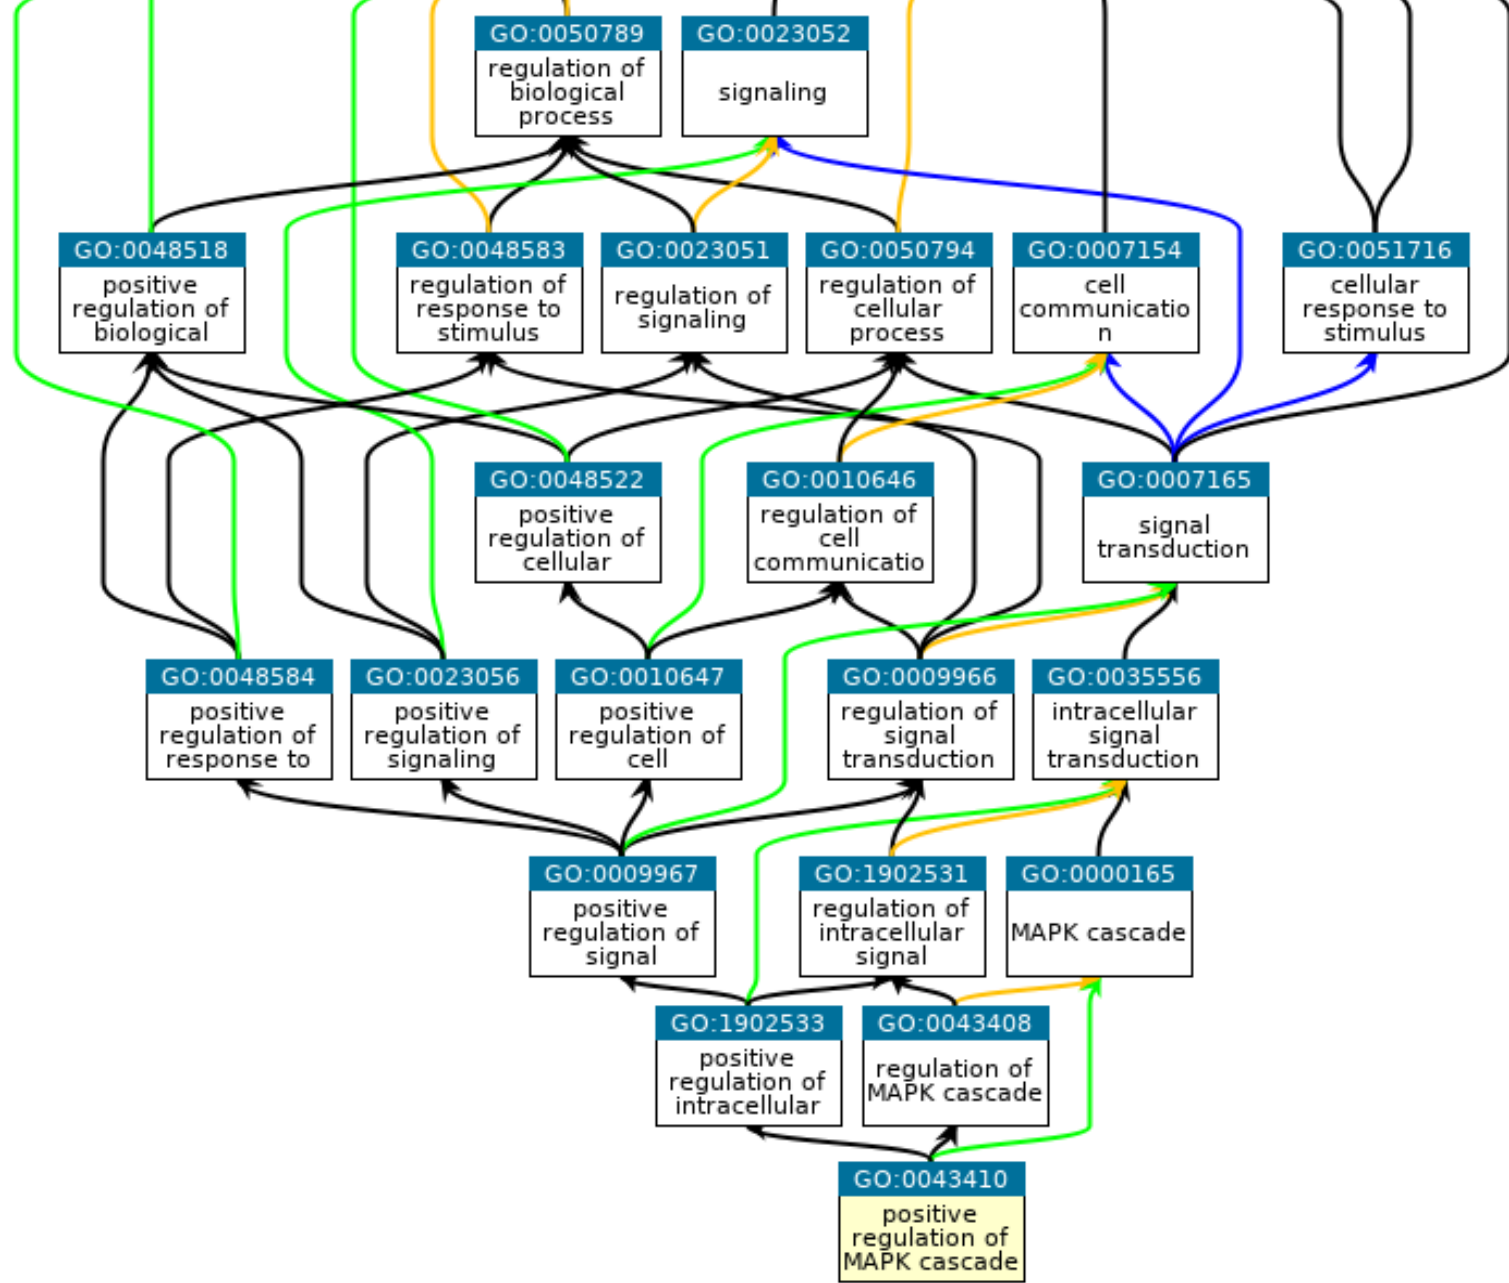 GO:0050789
regulation of
biological
process
GO:0023052
signaling
GO:0048518
positive
regulation of
biological
GO:0048583
regulation of
response to
stimulus
GO:0023051
regulation of
signaling
GO:0050794
regulation of
cellular
process
GO:0007154
cell
communicatio
n
GO:0051716
cellular
response to
stimulus
GO:0048522
positive
regulation of
cellular
GO:0010646
regulation of
cell
communicatio
GO:0007165
signal
transduction
GO:0048584
positive
regulation of
response to
GO:0023056
positive
regulation of
signaling
GO:0010647
positive
regulation of
cell
GO:0009966
regulation of
signal
transduction
GO:0035556
intracellular
signal
transduction
GO:0009967
positive
regulation of
signal
GO:1902531
regulation of
intracellular
signal
GO:0000165
MAPK cascade
GO:1902533
positive
regulation of
intracellular
GO:0043408
regulation of
MAPK cascade
GO:0043410
positive
regulation of
MAPK cascade